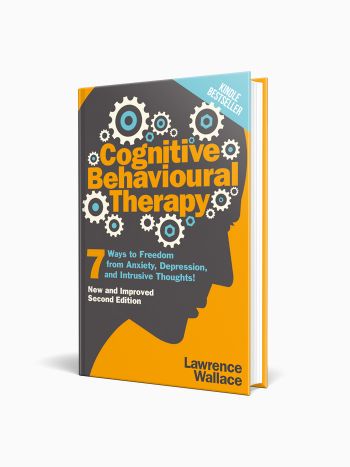 KINDLE
BESTSELLER
Cognitive
Behavioural
Therapy
7 Ways to Freedom
from Anxiety, Depression,
and Intrusive Thoughts!
New and Improved
Second Edition
Lawrence
Wallace